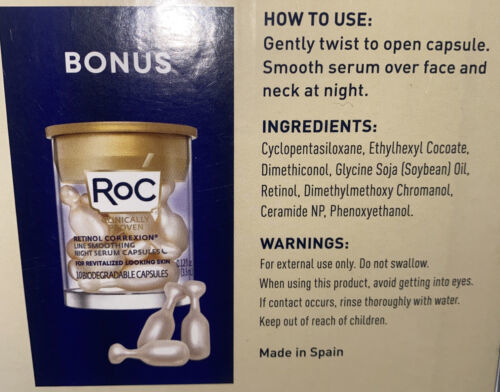 BONUS
RoC
CLINICALLY
PROVEN
RETINOL CORREXION®
LINE SMOOTHING
NIGHT SERUM CAPSULES
FOR REVITALIZED LOOKING SKIN
10 BIODEGRADABLE CAPSULES
HOW TO USE:
Gently twist to open capsule.
Smooth serum over face and
neck at night.
INGREDIENTS:
Cyclopentasiloxane, Ethylhexyl Cocoate,
Dimethiconol, Glycine Soja (Soybean) Oil,
Retinol, Dimethylmethoxy Chromanol,
Ceramide NP, Phenoxyethanol.
WARNINGS:
For external use only. Do not swallow.
When using this product, avoid getting into eyes.
If contact occurs, rinse thoroughly with water.
Keep out of reach of children.
Made in Spain